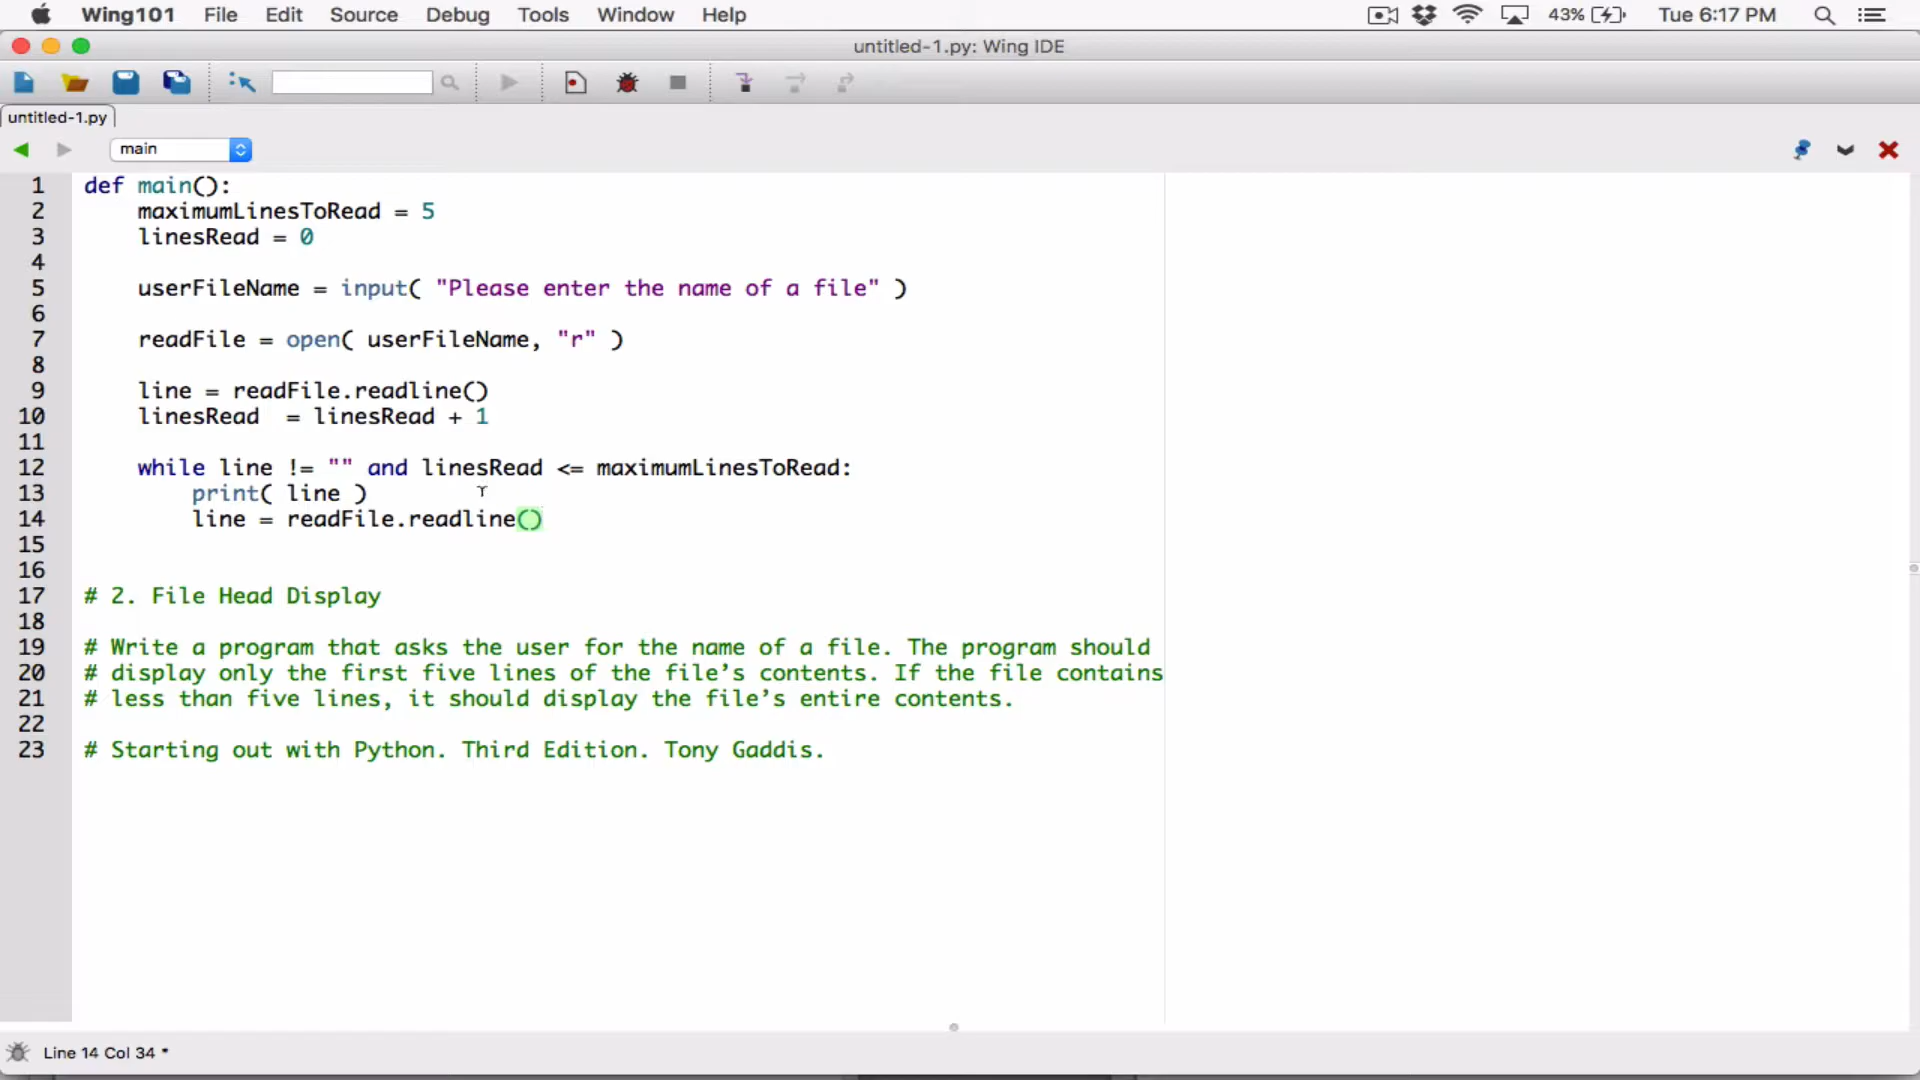 Wing101 File Edit Source Debug Tools Window Help 43% Tue 6:17 PM
untitled-1.py: Wing IDE
untitled-1.py
main
1 def main():
2 maximumLinesToRead = 5
3 linesRead = 0
4
5 userFileName = input( "Please enter the name of a file" )
6
7 readFile = open( userFileName, "r" )
8
9 line = readFile.readline()
10 linesRead  = linesRead + 1
11
12 while line != "" and linesRead <= maximumLinesToRead:
13 print( line )
14 line = readFile.readline()
15
16
17 # 2. File Head Display
18
19 # Write a program that asks the user for the name of a file. The program should
20 # display only the first five lines of the file’s contents. If the file contains
21 # less than five lines, it should display the file’s entire contents.
22
23 # Starting out with Python. Third Edition. Tony Gaddis.
Line 14 Col 34 *